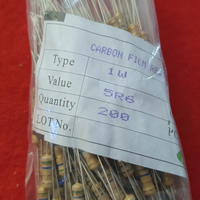 CARBON FILM
Type 1W
Value 5R6
Quantity 200
LOT No.